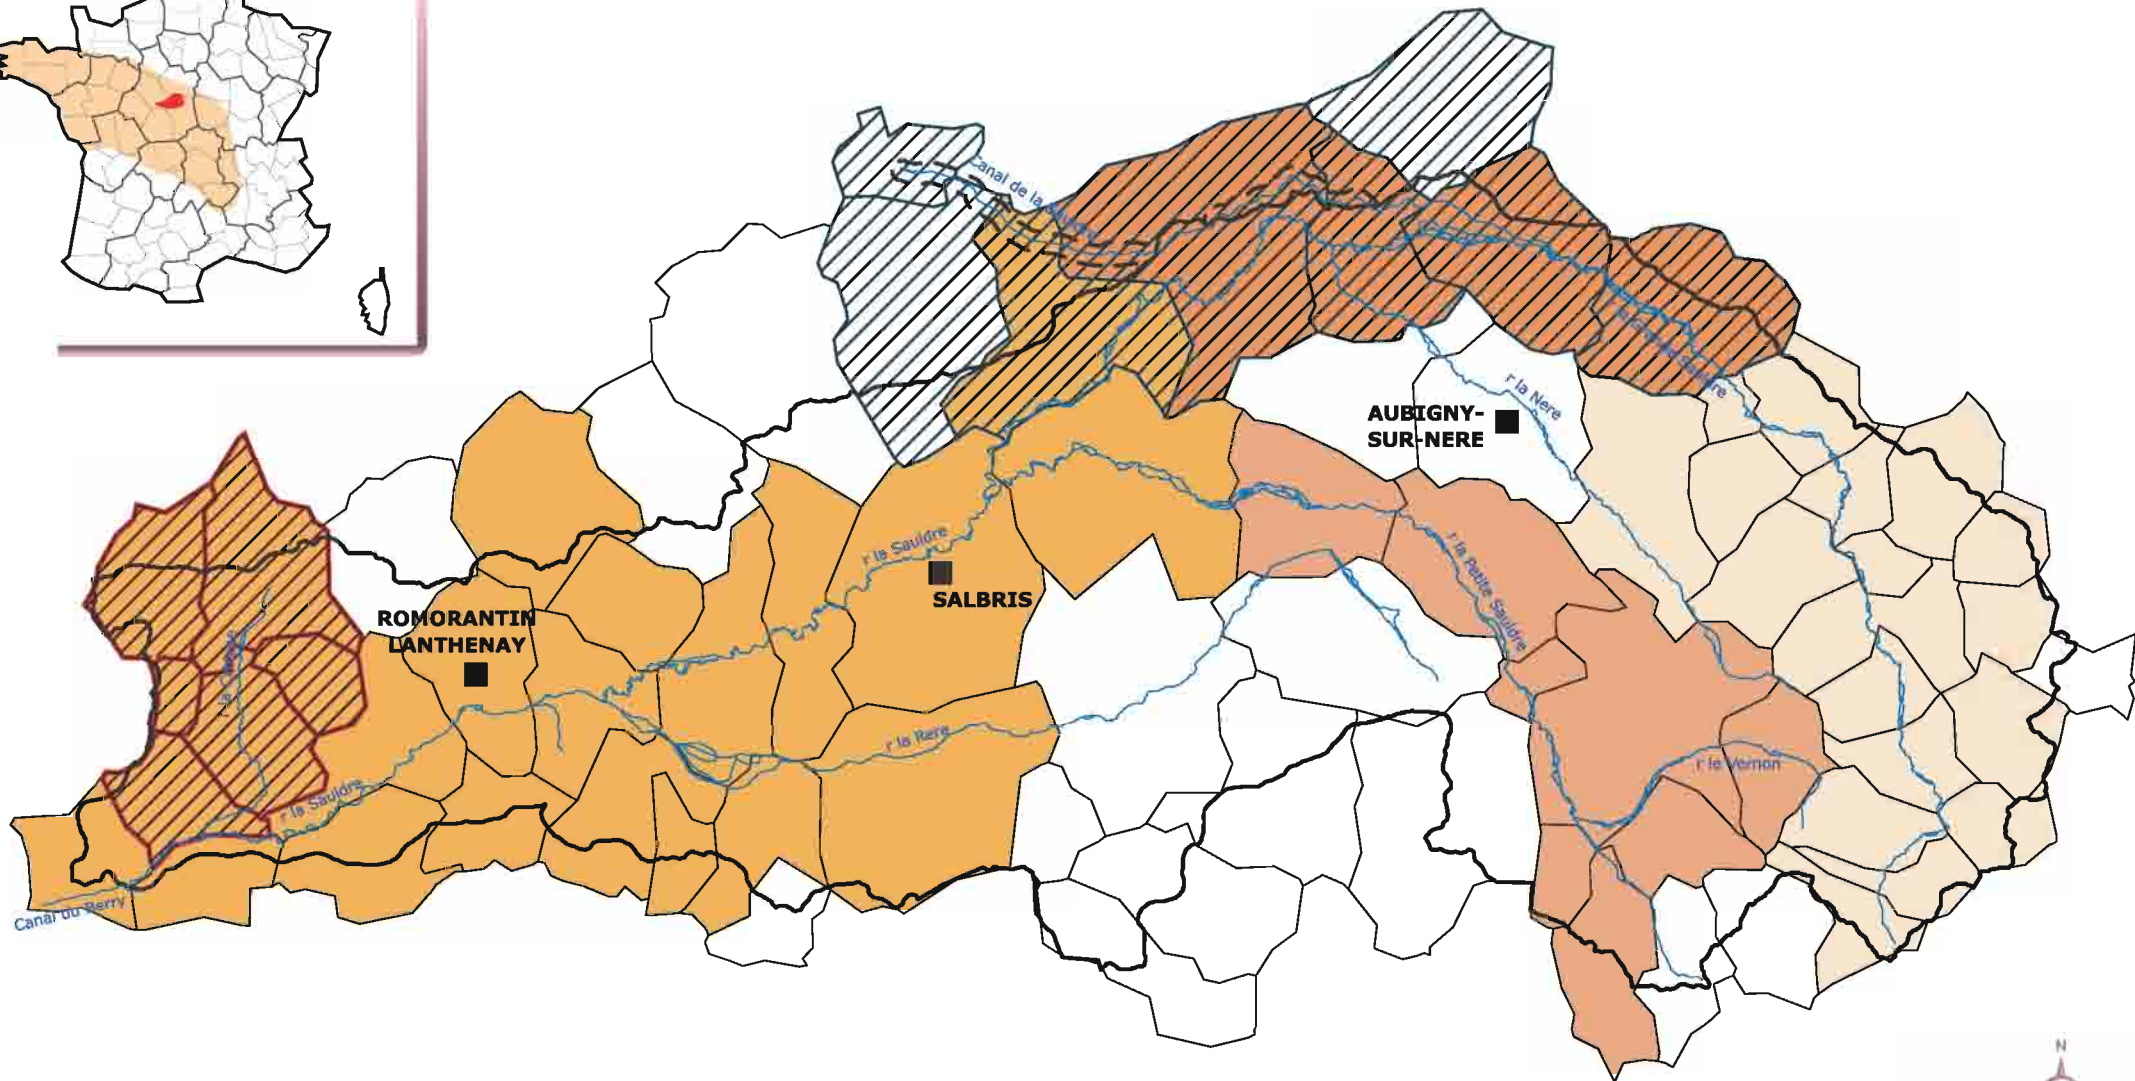 Canal de la
AUBIGNY-
SUR-NERE
r la Nere
r la Sauldre
SALBRIS
r la Petite Sauldre
ROMORANTIN
LANTHENAY
r la Rere
r le Vernon
r la Sauldre
Canal du Berry
N